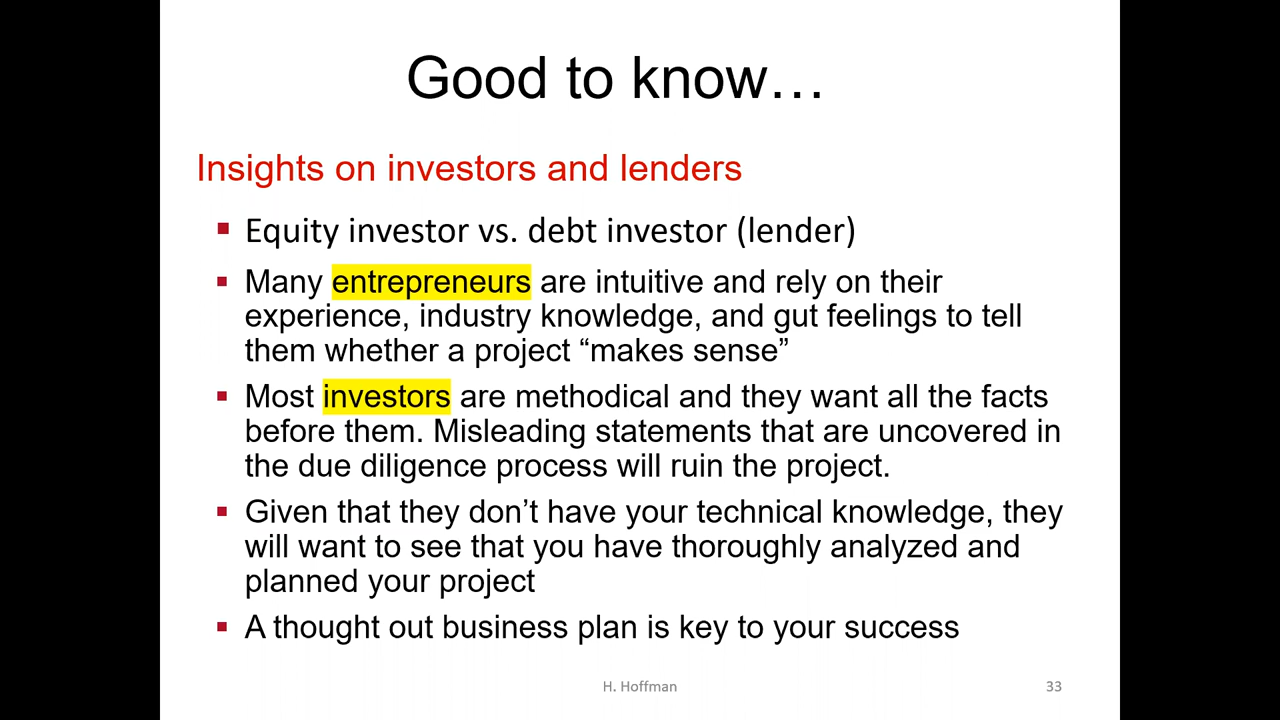 Good to know…
Insights on investors and lenders
▪ Equity investor vs. debt investor (lender)
▪ Many entrepreneurs are intuitive and rely on their
experience, industry knowledge, and gut feelings to tell
them whether a project “makes sense”
▪ Most investors are methodical and they want all the facts
before them. Misleading statements that are uncovered in
the due diligence process will ruin the project.
▪ Given that they don’t have your technical knowledge, they
will want to see that you have thoroughly analyzed and
planned your project
▪ A thought out business plan is key to your success
H. Hoffman
33